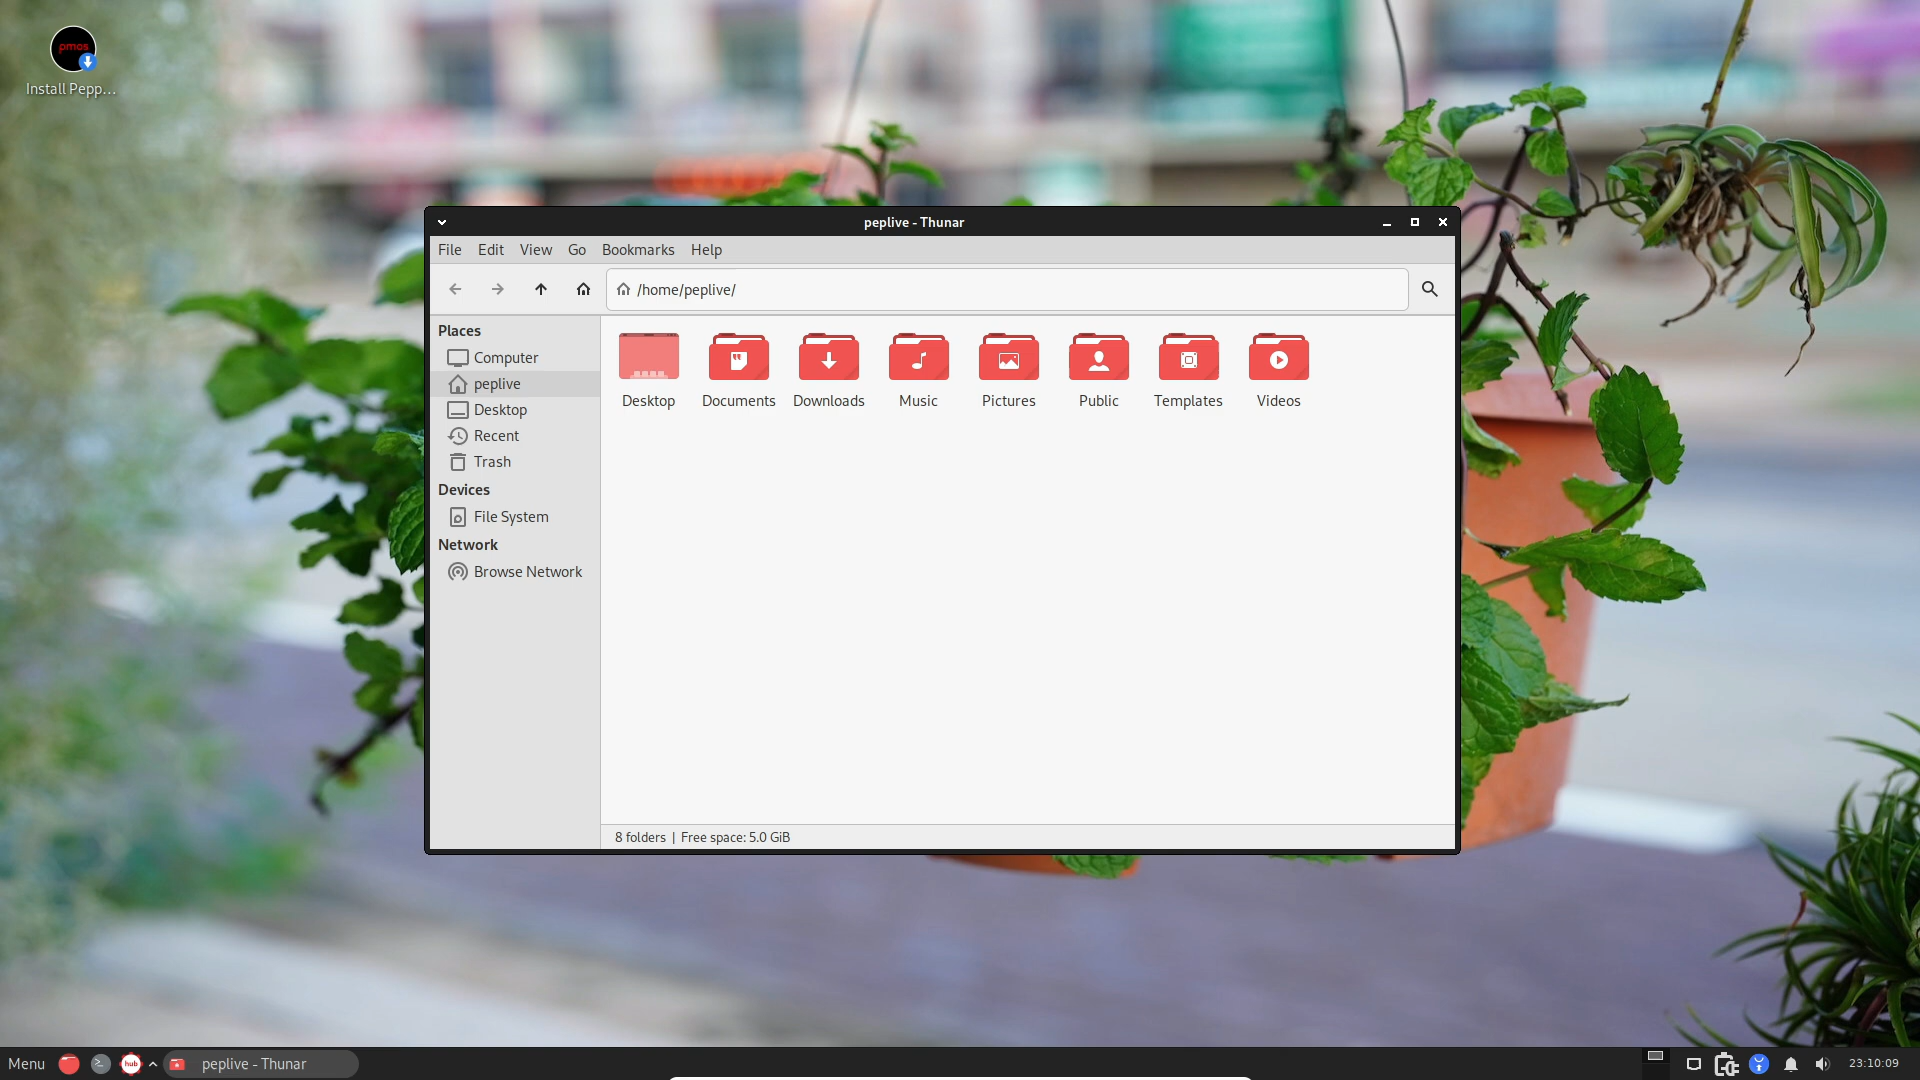 pmos
Install Pepp...
peplive - Thunar
File Edit View Go Bookmarks Help
/home/peplive/
Places
Computer
peplive
Desktop
Recent
Trash
Devices
File System
Network
Browse Network
Desktop Documents Downloads Music Pictures Public Templates Videos
8 folders | Free space: 5.0 GiB
Menu hub peplive - Thunar 23:10:09